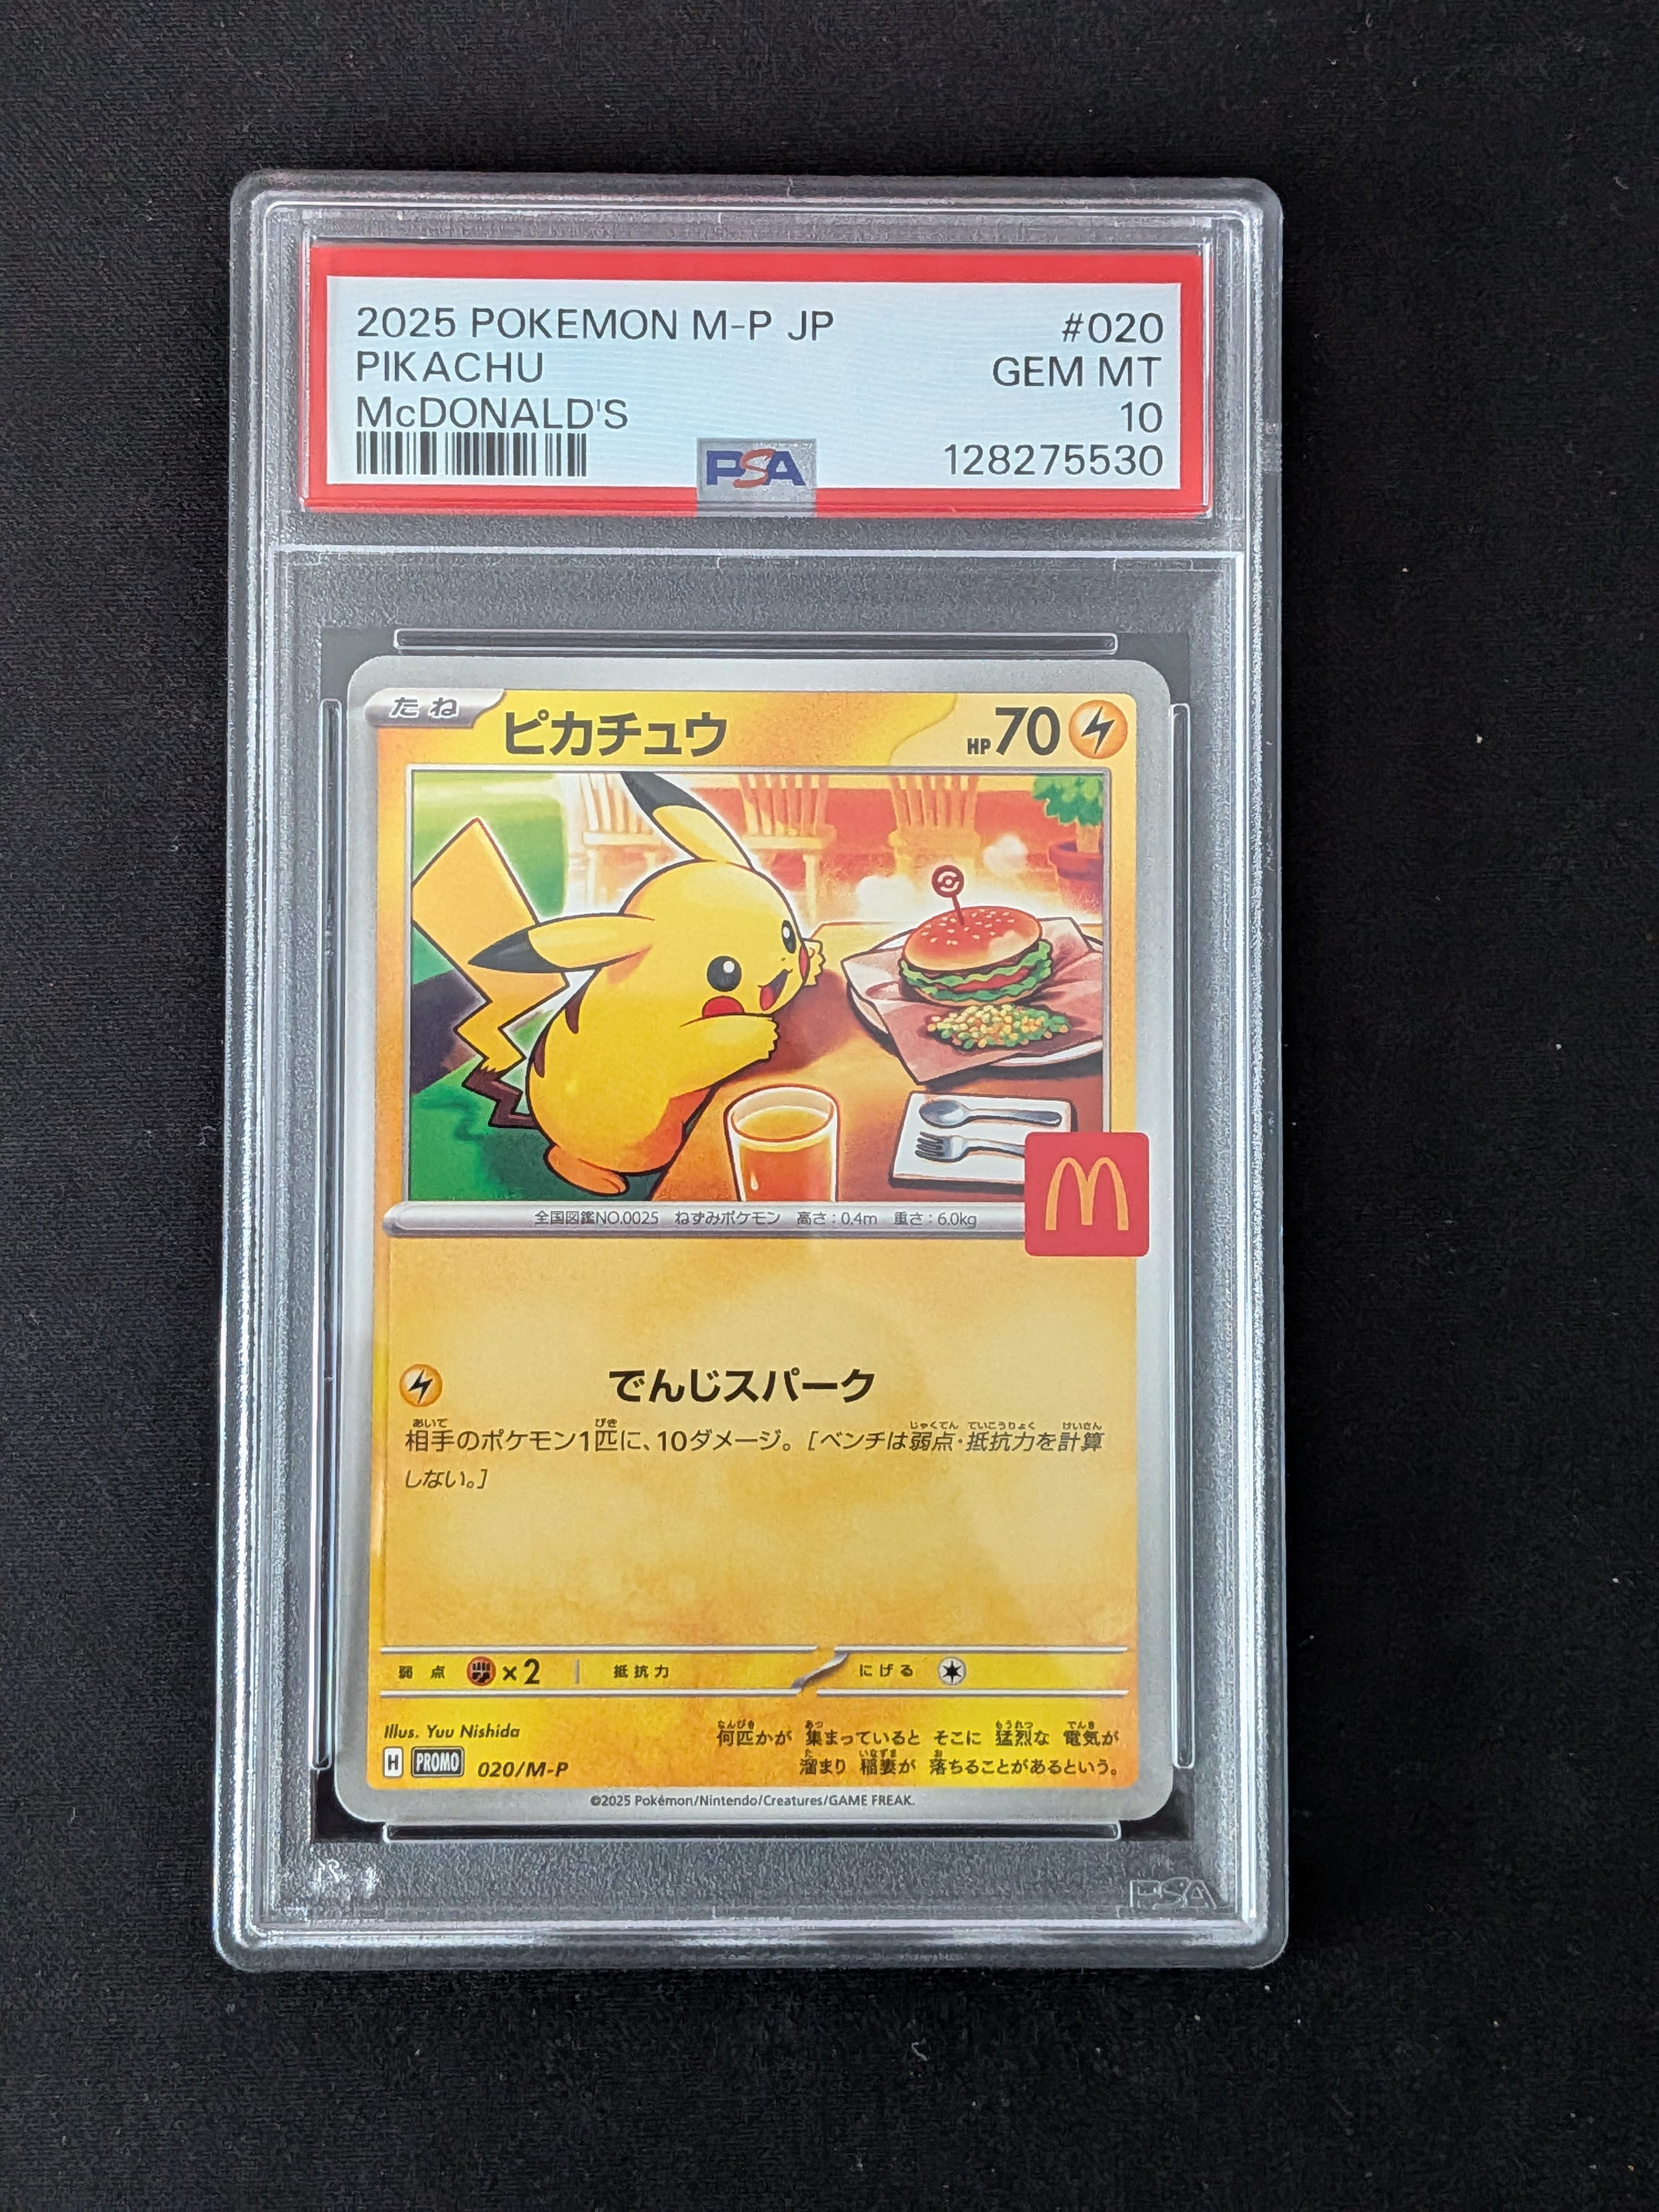 2025 POKEMON M-P JP #020
PIKACHU GEM MT
McDONALD'S 10
PSA 128275530
たね ピカチュウ HP70
全国図鑑NO.0025 ねずみポケモン 高さ:0.4m 重さ:6.0kg
M
でんじスパーク
相手のポケモン1匹に、10ダメージ。[ベンチは弱点・抵抗力を計算
しない。]
弱点 ×2 抵抗力 にげる
Illus. Yuu Nishida
H PROMO 020/M-P
何匹かが 集まっていると そこに 猛烈な 電気が
溜まり 稲妻が 落ちることがあるという。
©2025 Pokémon/Nintendo/Creatures/GAME FREAK.
PSA